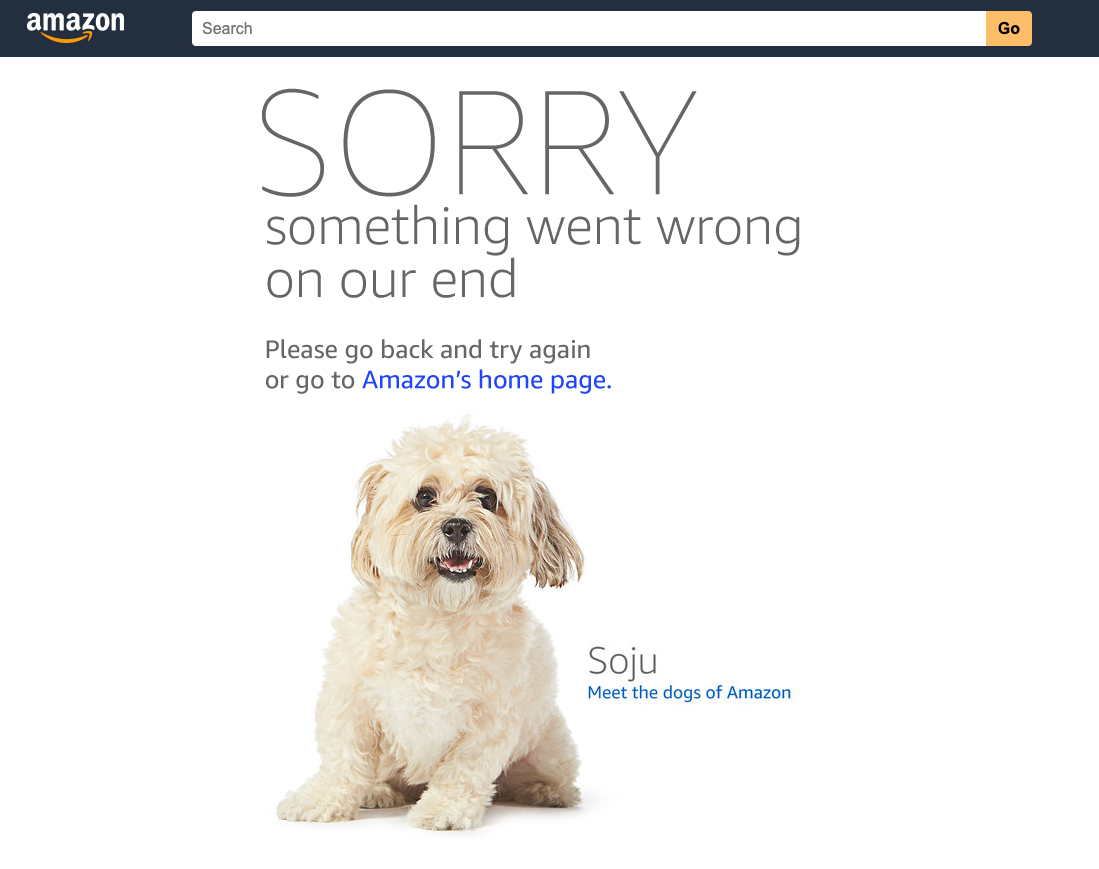 amazon
Search
Go
SORRY
something went wrong
on our end
Please go back and try again
or go to Amazon’s home page.
Soju
Meet the dogs of Amazon